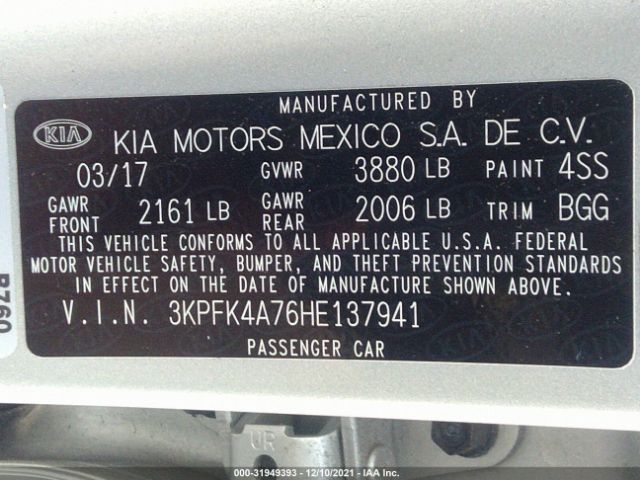 MANUFACTURED BY
KIA KIA MOTORS MEXICO S.A. DE C.V.
03/17 GVWR 3880 LB PAINT 4SS
GAWR FRONT 2161 LB GAWR REAR 2006 LB TRIM BGG
THIS VEHICLE CONFORMS TO ALL APPLICABLE U.S.A. FEDERAL
MOTOR VEHICLE SAFETY, BUMPER, AND THEFT PREVENTION STANDARDS
IN EFFECT ON THE DATE OF MANUFACTURE SHOWN ABOVE.
V.I.N. 3KPFK4A76HE137941
PASSENGER CAR
UR
000-31949393 - 12/10/2021 - IAA Inc.